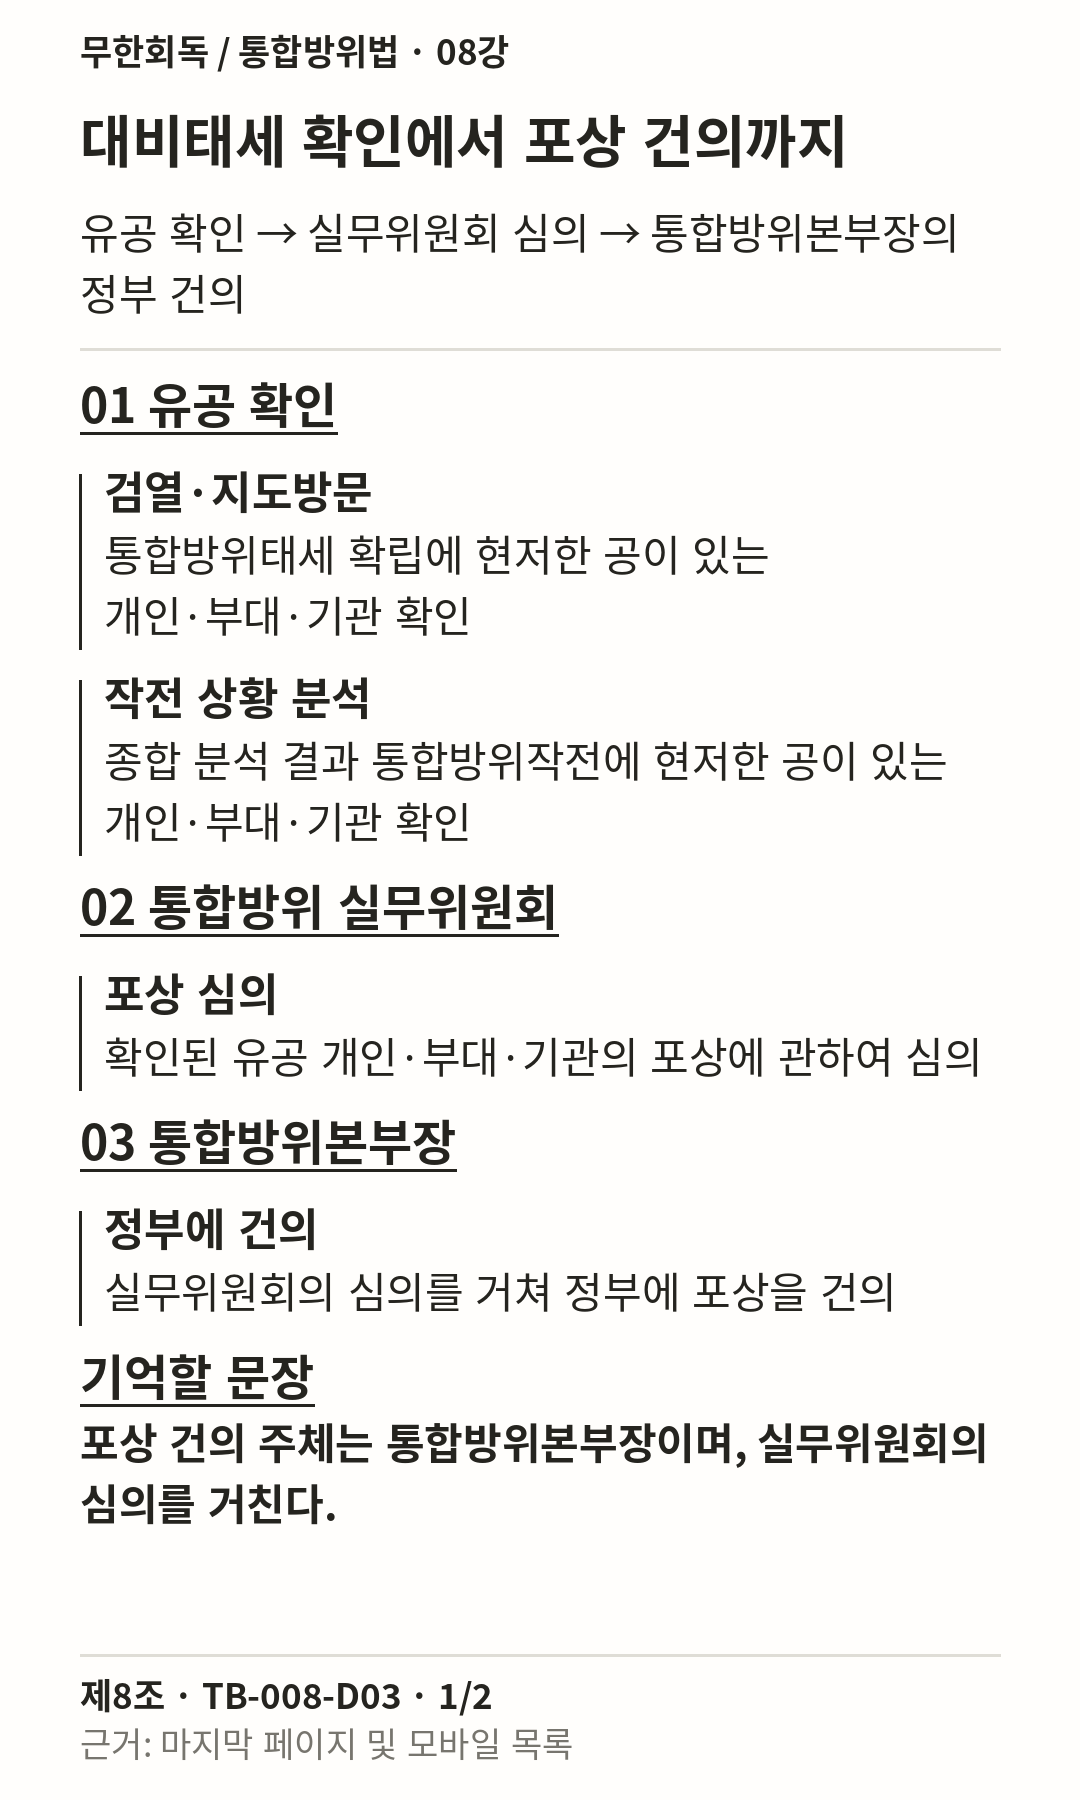 무한회독 / 통합방위법 · 08강
대비태세 확인에서 포상 건의까지
유공 확인 → 실무위원회 심의 → 통합방위본부장의
정부 건의
01 유공 확인
검열·지도방문
통합방위태세 확립에 현저한 공이 있는
개인·부대·기관 확인
작전 상황 분석
종합 분석 결과 통합방위작전에 현저한 공이 있는
개인·부대·기관 확인
02 통합방위 실무위원회
포상 심의
확인된 유공 개인·부대·기관의 포상에 관하여 심의
03 통합방위본부장
정부에 건의
실무위원회의 심의를 거쳐 정부에 포상을 건의
기억할 문장
포상 건의 주체는 통합방위본부장이며, 실무위원회의
심의를 거친다.
제8조 · TB-008-D03 · 1/2
근거: 마지막 페이지 및 모바일 목록